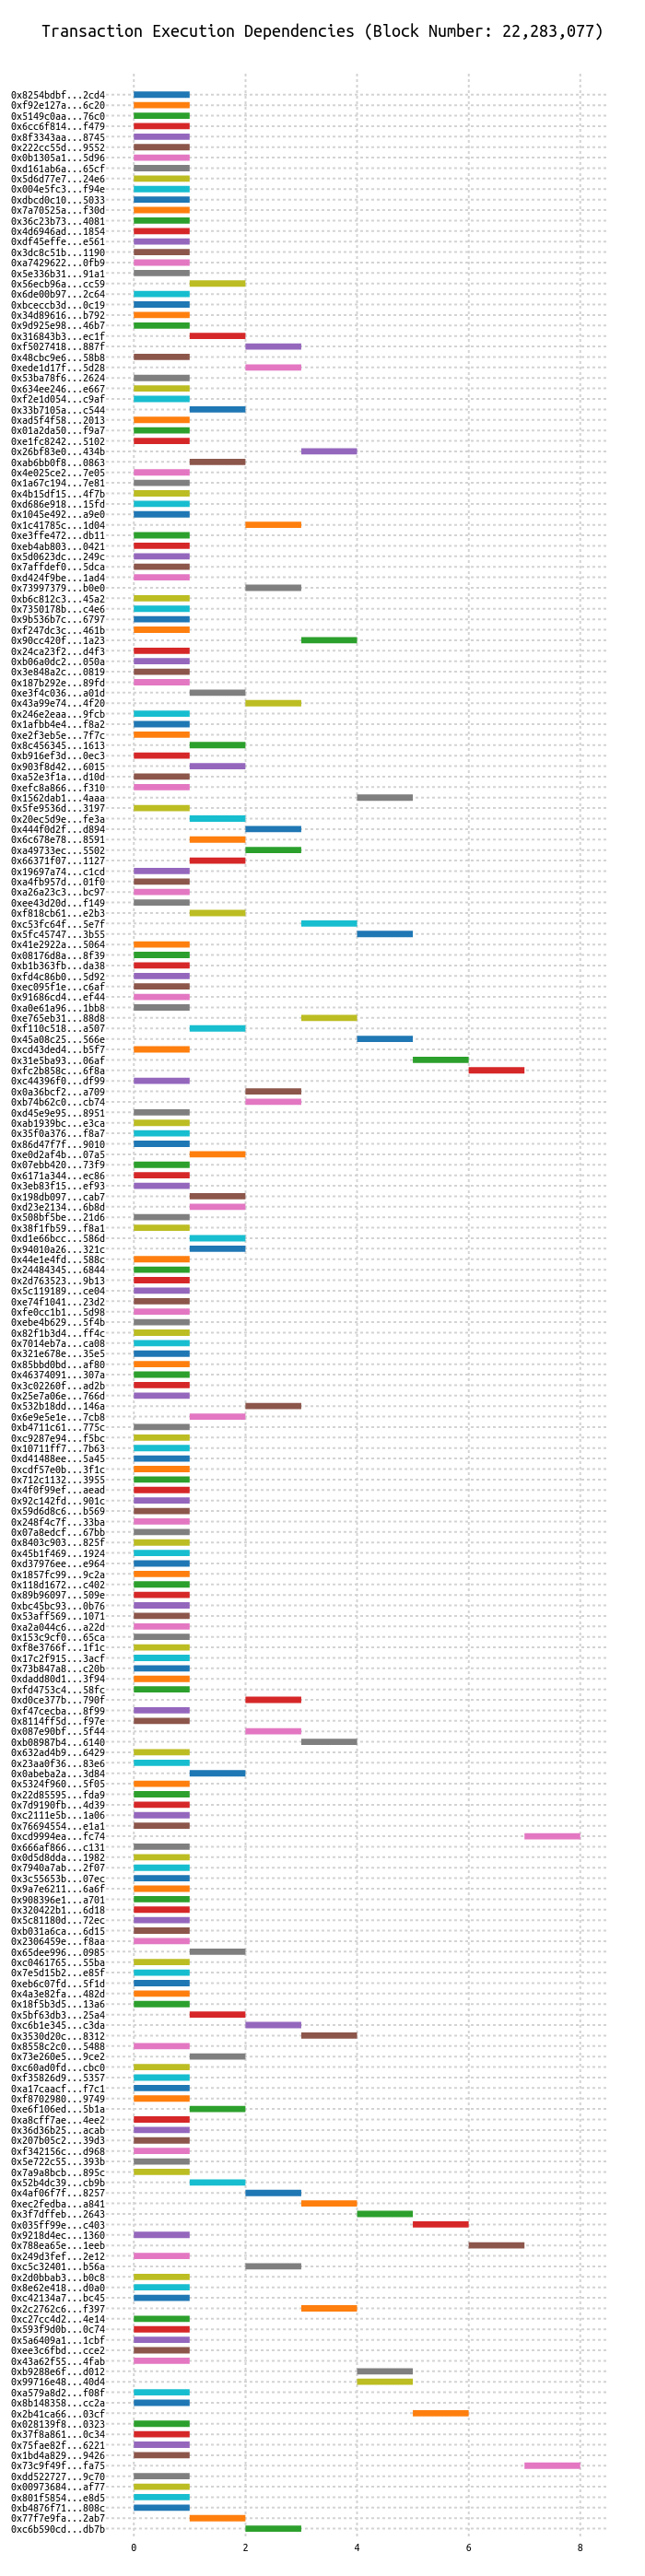 Transaction Execution Dependencies (Block Number: 22,283,077)
0x8254bdbf...2cd4
0xf92e127a...6c20
0x5149c0aa...76c0
0x6cc6f814...f479
0x8f3343aa...8745
0x222cc55d...9552
0x0b1305a1...5d96
0xd161ab6a...65cf
0x5d6d77e7...24e6
0x004e5fc3...f94e
0xdbcd0c10...5033
0x7a70525a...f30d
0x36c23b73...4081
0x4d6946ad...1854
0xdf45effe...e561
0x3dc8c51b...1190
0xa7429622...0fb9
0x5e336b31...91a1
0x56ecb96a...cc59
0x6de00b97...2c64
0xbceccb3d...0c19
0x34d89616...b792
0x9d925e98...46b7
0x316843b3...ec1f
0xf5027418...887f
0x48cbc9e6...58b8
0xede1d17f...5d28
0x53ba78f6...2624
0x634ee246...e667
0xf2e1d054...c9af
0x33b7105a...c544
0xad5f4f58...2013
0x01a2da50...f9a7
0xe1fc8242...5102
0x26bf83e0...434b
0xab6bb0f8...0863
0x4e025ce2...7e05
0x1a67c194...7e81
0x4b15df15...4f7b
0xd686e918...15fd
0x1045e492...a9e0
0x1c41785c...1d04
0xe3ffe472...db11
0xeb4ab803...0421
0x5d0623dc...249c
0x7affdef0...5dca
0xd424f9be...1ad4
0x73997379...b0e0
0xb6c812c3...45a2
0x7350178b...c4e6
0x9b536b7c...6797
0xf247dc3c...461b
0x90cc420f...1a23
0x24ca23f2...d4f3
0xb06a0dc2...050a
0x3e848a2c...0819
0x187b292e...89fd
0xe3f4c036...a01d
0x43a99e74...4f20
0x246e2eaa...9fcb
0x1afbb4e4...f8a2
0xe2f3eb5e...7f7c
0x8c456345...1613
0xb916ef3d...0ec3
0x903f8d42...6015
0xa52e3f1a...d10d
0xefc8a866...f310
0x1562dab1...4aaa
0x5fe9536d...3197
0x20ec5d9e...fe3a
0x444f0d2f...d894
0x6c678e78...8591
0xa49733ec...5502
0x66371f07...1127
0x19697a74...c1cd
0xa4fb957d...01f0
0xa26a23c3...bc97
0xee43d20d...f149
0xf818cb61...e2b3
0xc53fc64f...5e7f
0x5fc45747...3b55
0x41e2922a...5064
0x08176d8a...8f39
0xb1b363fb...da38
0xfd4c86b0...5d92
0xec095f1e...c6af
0x91686cd4...ef44
0xa0e61a96...1bb8
0xe765eb31...88d8
0xf110c518...a507
0x45a08c25...566e
0xcd43ded4...b5f7
0x31e5ba93...06af
0xfc2b858c...6f8a
0xc44396f0...df99
0x0a36bcf2...a709
0xb74b62c0...cb74
0xd45e9e95...8951
0xab1939bc...e3ca
0x35f0a376...f8a7
0x86d47f7f...9010
0xe0d2af4b...07a5
0x07ebb420...73f9
0x6171a344...ec86
0x3eb83f15...ef93
0x198db097...cab7
0xd23e2134...6b8d
0x508bf5be...21d6
0x38f1fb59...f8a1
0xd1e66bcc...586d
0x94010a26...321c
0x44e1e4fd...588c
0x24484345...6844
0x2d763523...9b13
0x5c119189...ce04
0xe74f1041...23d2
0xfe0cc1b1...5d98
0xebe4b629...5f4b
0x82f1b3d4...ff4c
0x7014eb7a...ca08
0x321e678e...35e5
0x85bbd0bd...af80
0x46374091...307a
0x3c02260f...ad2b
0x25e7a06e...766d
0x532b18dd...146a
0x6e9e5e1e...7cb8
0xb4711c61...775c
0xc9287e94...f5bc
0x10711ff7...7b63
0xd41488ee...5a45
0xcdf57e0b...3f1c
0x712c1132...3955
0x4f0f99ef...aead
0x92c142fd...901c
0x59d6d8c6...b569
0x248f4c7f...33ba
0x07a8edcf...67bb
0x8403c903...825f
0x45b1f469...1924
0xd37976ee...e964
0x1857fc99...9c2a
0x118d1672...c402
0x89b96097...509e
0xbc45bc93...0b76
0x53aff569...1071
0xa2a044c6...a22d
0x153c9cf0...65ca
0xf8e3766f...1f1c
0x17c2f915...3acf
0x73b847a8...c20b
0xdadd80d1...3f94
0xfd4753c4...58fc
0xd0ce377b...790f
0xf47cecba...8f99
0x8114ff5d...f97e
0x087e90bf...5f44
0xb08987b4...6140
0x632ad4b9...6429
0x23aa0f36...83e6
0x0abeba2a...3d84
0x5324f960...5f05
0x22d85595...fda9
0x7d9190fb...4d39
0xc2111e5b...1a06
0x76694554...e1a1
0xcd9994ea...fc74
0x666af866...c131
0x0d5d8dda...1982
0x7940a7ab...2f07
0x3c55653b...07ec
0x9a7e6211...6a6f
0x908396e1...a701
0x320422b1...6d18
0x5c81180d...72ec
0xb031a6ca...6d15
0x2306459e...f8aa
0x65dee996...0985
0xc0461765...55ba
0x7e5d15b2...e85f
0xeb6c07fd...5f1d
0x4a3e82fa...482d
0x18f5b3d5...13a6
0x5bf63db3...25a4
0xc6b1e345...c3da
0x3530d20c...8312
0x8558c2c0...5488
0x73e260e5...9ce2
0xc60ad0fd...cbc0
0xf35826d9...5357
0xa17caacf...f7c1
0xf8702980...9749
0xe6f106ed...5b1a
0xa8cff7ae...4ee2
0x36d36b25...acab
0x207b05c2...39d3
0xf342156c...d968
0x5e722c55...393b
0x7a9a8bcb...895c
0x52b4dc39...cb9b
0x4af06f7f...8257
0xec2fedba...a841
0x3f7dffeb...2643
0x035ff99e...c403
0x9218d4ec...1360
0x788ea65e...1eeb
0x249d3fef...2e12
0xc5c32401...b56a
0x2d0bbab3...b0c8
0x8e62e418...d0a0
0xc42134a7...bc45
0x2c2762c6...f397
0xc27cc4d2...4e14
0x593f9d0b...0c74
0x5a6409a1...1cbf
0xee3c6fbd...cce2
0x43a62f55...4fab
0xb9288e6f...d012
0x99716e48...40d4
0xa579a8d2...f08f
0x8b148358...cc2a
0x2b41ca66...03cf
0x028139f8...0323
0x37f8a861...0c34
0x75fae82f...6221
0x1bd4a829...9426
0x73c9f49f...fa75
0xdd522727...9c70
0x00973684...af77
0x801f5854...e8d5
0xb4876f71...808c
0x77f7e9fa...2ab7
0xc6b590cd...db7b
0 2 4 6 8